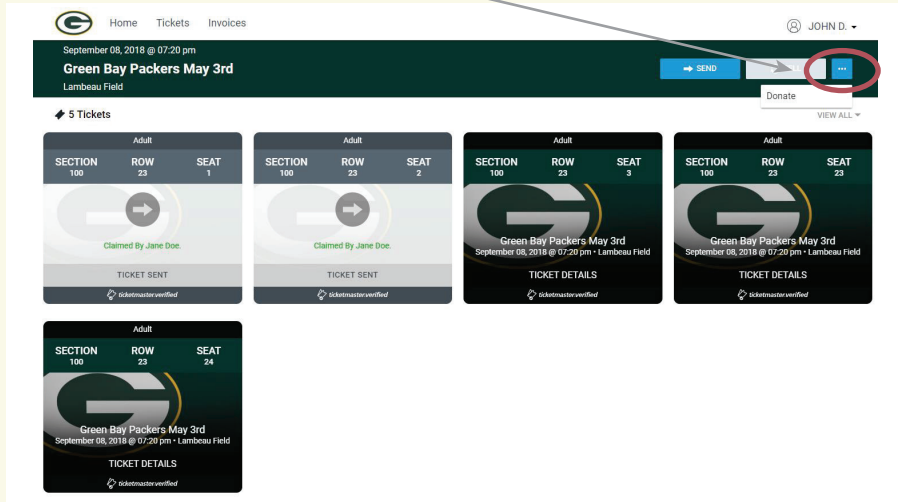 Home Tickets Invoices
JOHN D.
September 08, 2018 @ 07:20 pm
Green Bay Packers May 3rd
Lambeau Field
SEND
...
Donate
5 Tickets
VIEW ALL
Adult
SECTION ROW SEAT
100 23 1
Claimed By Jane Doe.
TICKET SENT
ticketmaster.verified
Adult
SECTION ROW SEAT
100 23 2
Claimed By Jane Doe.
TICKET SENT
ticketmaster.verified
Adult
SECTION ROW SEAT
100 23 3
Green Bay Packers May 3rd
September 08, 2018 @ 07:20 pm • Lambeau Field
TICKET DETAILS
ticketmaster.verified
Adult
SECTION ROW SEAT
100 23 23
Green Bay Packers May 3rd
September 08, 2018 @ 07:20 pm • Lambeau Field
TICKET DETAILS
ticketmaster.verified
Adult
SECTION ROW SEAT
100 23 24
Green Bay Packers May 3rd
September 08, 2018 @ 07:20 pm • Lambeau Field
TICKET DETAILS
ticketmaster.verified